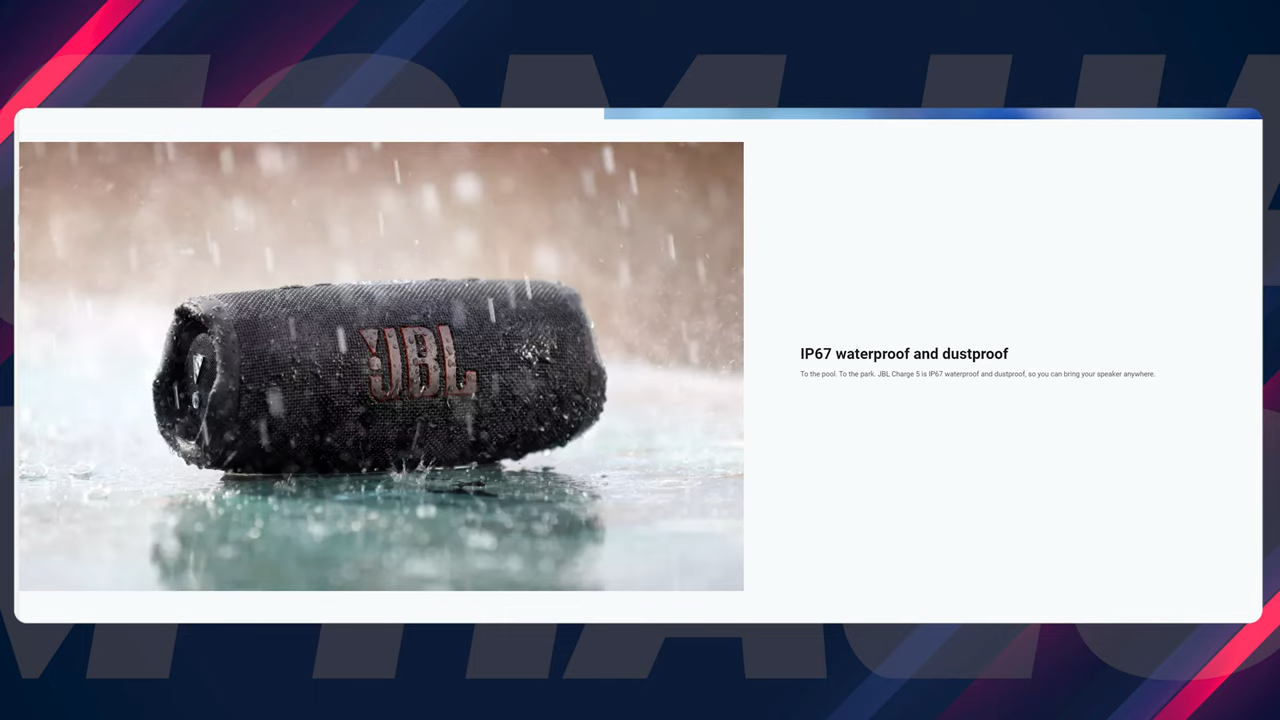 JBL
IP67 waterproof and dustproof
To the pool. To the park. JBL Charge 5 is IP67 waterproof and dustproof, so you can bring your speaker anywhere.